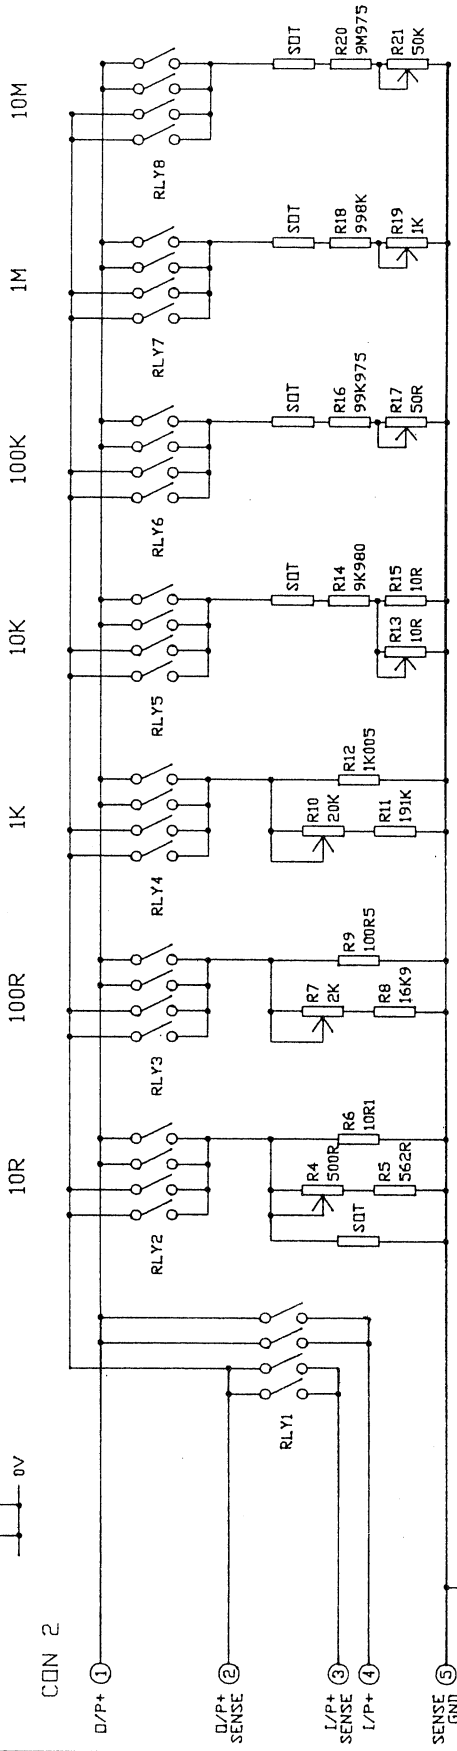 10R
100R
1K
10K
100K
1M
10M
0V
CON 2
O/P+ 1
O/P+ SENSE 2
I/P+ SENSE 3
I/P+ 4
SENSE GND 5
RLY1
RLY2
RLY3
RLY4
RLY5
RLY6
RLY7
RLY8
SOT
R4
500R
R5
562R
R6
10R1
R7
2K
R8
16K9
R9
100R5
R10
20K
R11
191K
R12
1K005
SOT
R14
9K980
R13
10R
R15
10R
SOT
R16
99K975
R17
50R
SOT
R18
998K
R19
1K
SOT
R20
9M975
R21
50K